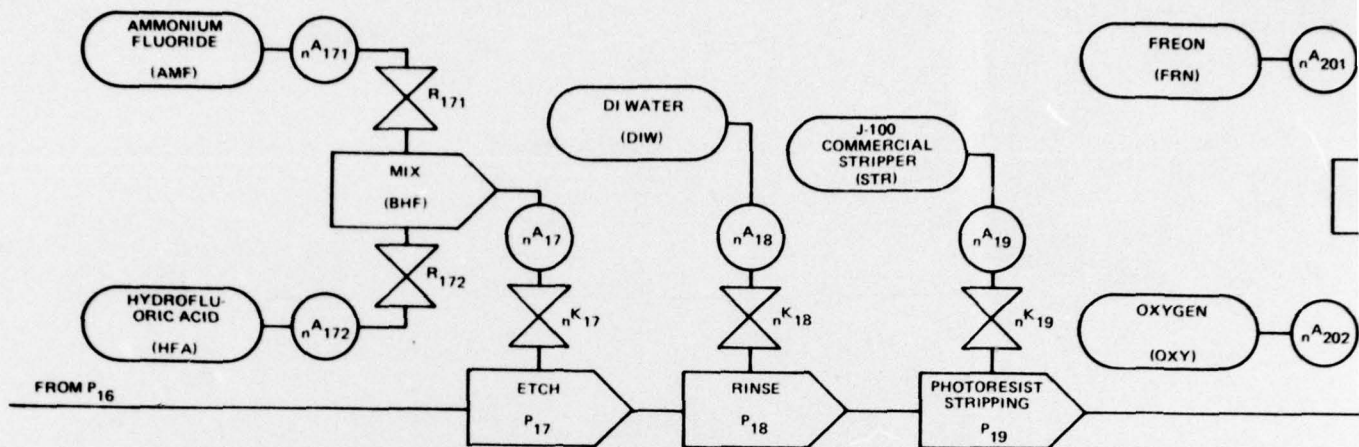 AMMONIUM
FLUORIDE
(AMF)
nA171
R171
MIX
(BHF)
nA17
R172
HYDROFLU-
ORIC ACID
(HFA)
nA172
nK17
FROM P16
ETCH
P17
DI WATER
(DIW)
nA18
nK18
RINSE
P18
J-100
COMMERCIAL
STRIPPER
(STR)
nA19
nK19
PHOTORESIST
STRIPPING
P19
FREON
(FRN)
nA201
OXYGEN
(OXY)
nA202